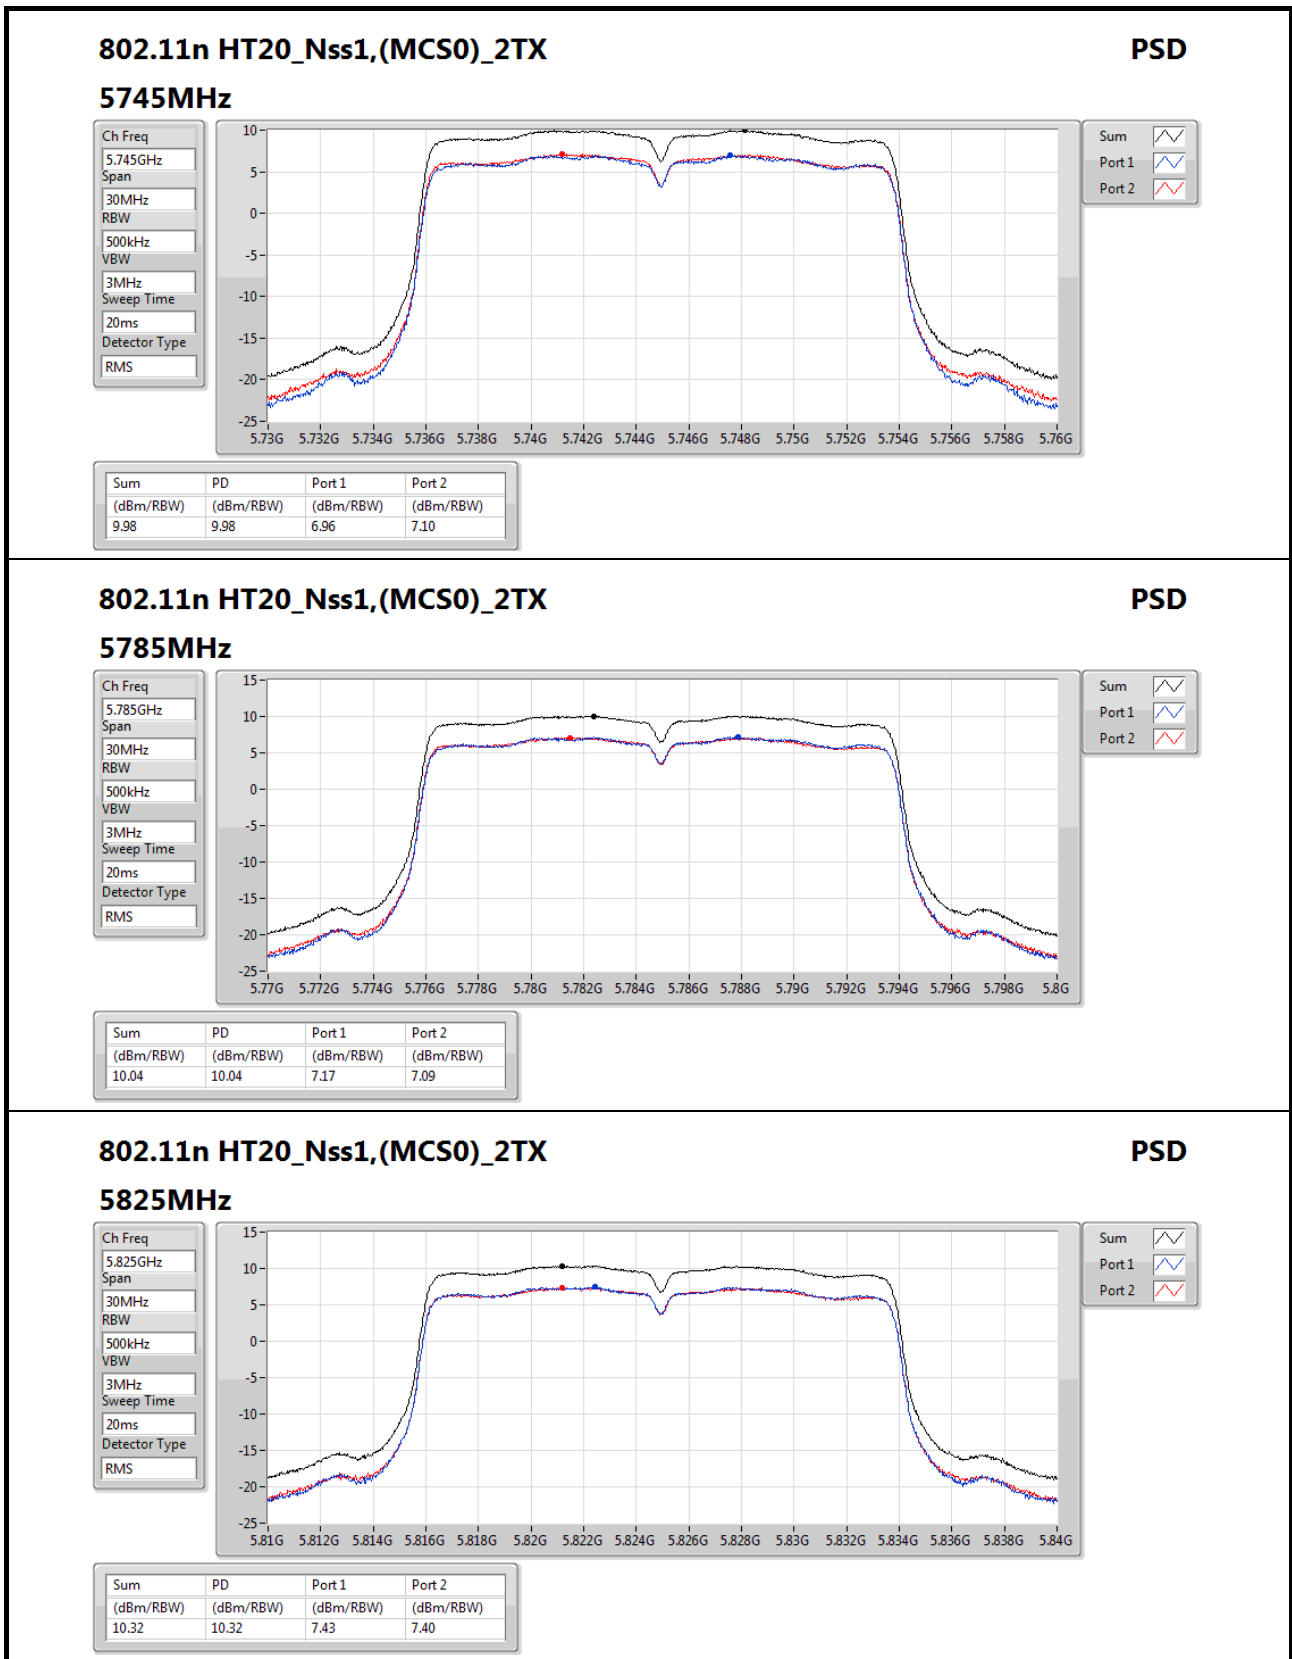 802.11n HT20_Nss1,(MCS0)_2TX PSD
5745MHz
Ch Freq
5.745GHz
Span
30MHz
RBW
500kHz
VBW
3MHz
Sweep Time
20ms
Detector Type
RMS
10
5
0
-5
-10
-15
-20
-25
5.73G 5.732G 5.734G 5.736G 5.738G 5.74G 5.742G 5.744G 5.746G 5.748G 5.75G 5.752G 5.754G 5.756G 5.758G 5.76G
Sum
Port 1
Port 2
Sum PD Port 1 Port 2
(dBm/RBW) (dBm/RBW) (dBm/RBW) (dBm/RBW)
9.98 9.98 6.96 7.10
802.11n HT20_Nss1,(MCS0)_2TX PSD
5785MHz
Ch Freq
5.785GHz
Span
30MHz
RBW
500kHz
VBW
3MHz
Sweep Time
20ms
Detector Type
RMS
15
10
5
0
-5
-10
-15
-20
-25
5.77G 5.772G 5.774G 5.776G 5.778G 5.78G 5.782G 5.784G 5.786G 5.788G 5.79G 5.792G 5.794G 5.796G 5.798G 5.8G
Sum
Port 1
Port 2
Sum PD Port 1 Port 2
(dBm/RBW) (dBm/RBW) (dBm/RBW) (dBm/RBW)
10.04 10.04 7.17 7.09
802.11n HT20_Nss1,(MCS0)_2TX PSD
5825MHz
Ch Freq
5.825GHz
Span
30MHz
RBW
500kHz
VBW
3MHz
Sweep Time
20ms
Detector Type
RMS
15
10
5
0
-5
-10
-15
-20
-25
5.81G 5.812G 5.814G 5.816G 5.818G 5.82G 5.822G 5.824G 5.826G 5.828G 5.83G 5.832G 5.834G 5.836G 5.838G 5.84G
Sum
Port 1
Port 2
Sum PD Port 1 Port 2
(dBm/RBW) (dBm/RBW) (dBm/RBW) (dBm/RBW)
10.32 10.32 7.43 7.40